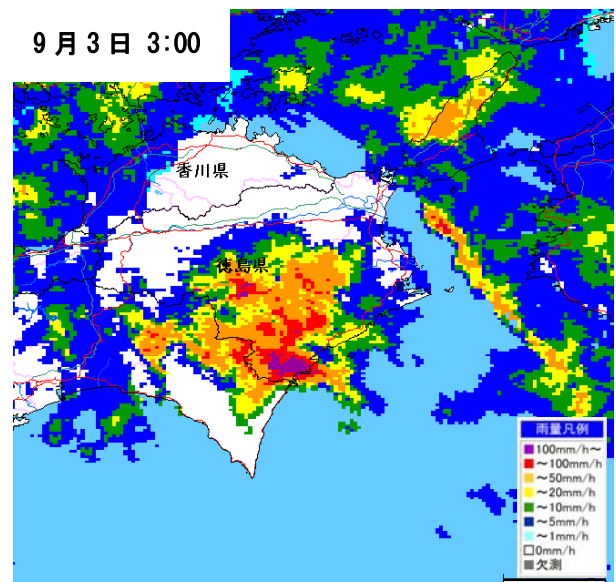 9月3日 3:00
香川県
徳島県
雨量凡例
100mm/h～
～100mm/h
～50mm/h
～20mm/h
～10mm/h
～5mm/h
～1mm/h
0mm/h
欠測